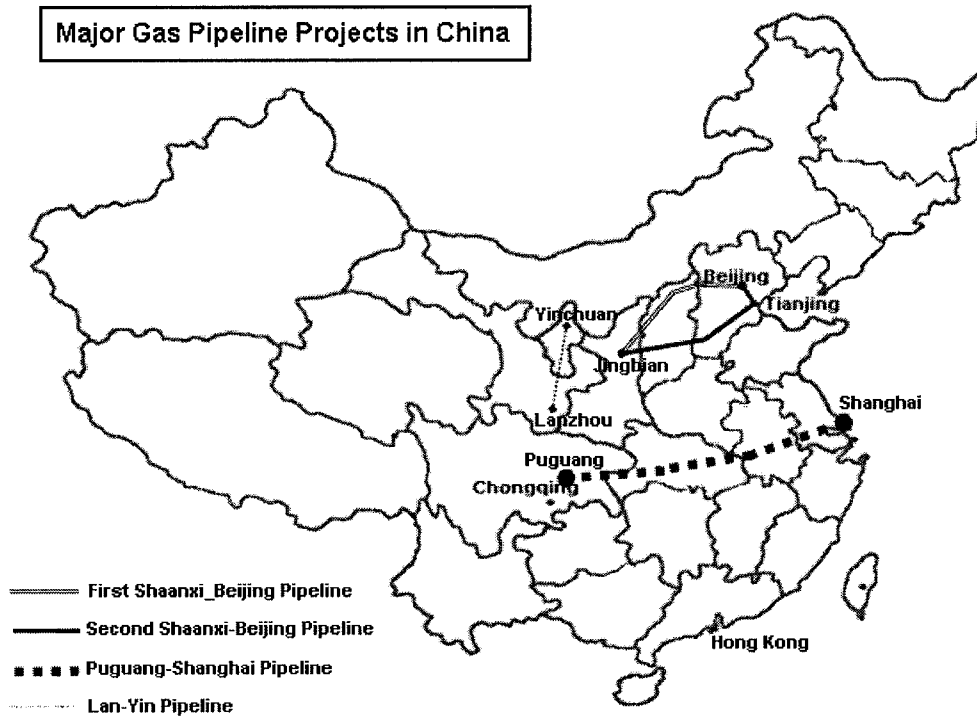 Major Gas Pipeline Projects in China
Beijing
Tianjing
Yinchuan
Jingbian
Lanzhou
Shanghai
Puguang
Chongqing
First Shaanxi_Beijing Pipeline
Second Shaanxi-Beijing Pipeline
Hong Kong
Puguang-Shanghai Pipeline
Lan-Yin Pipeline